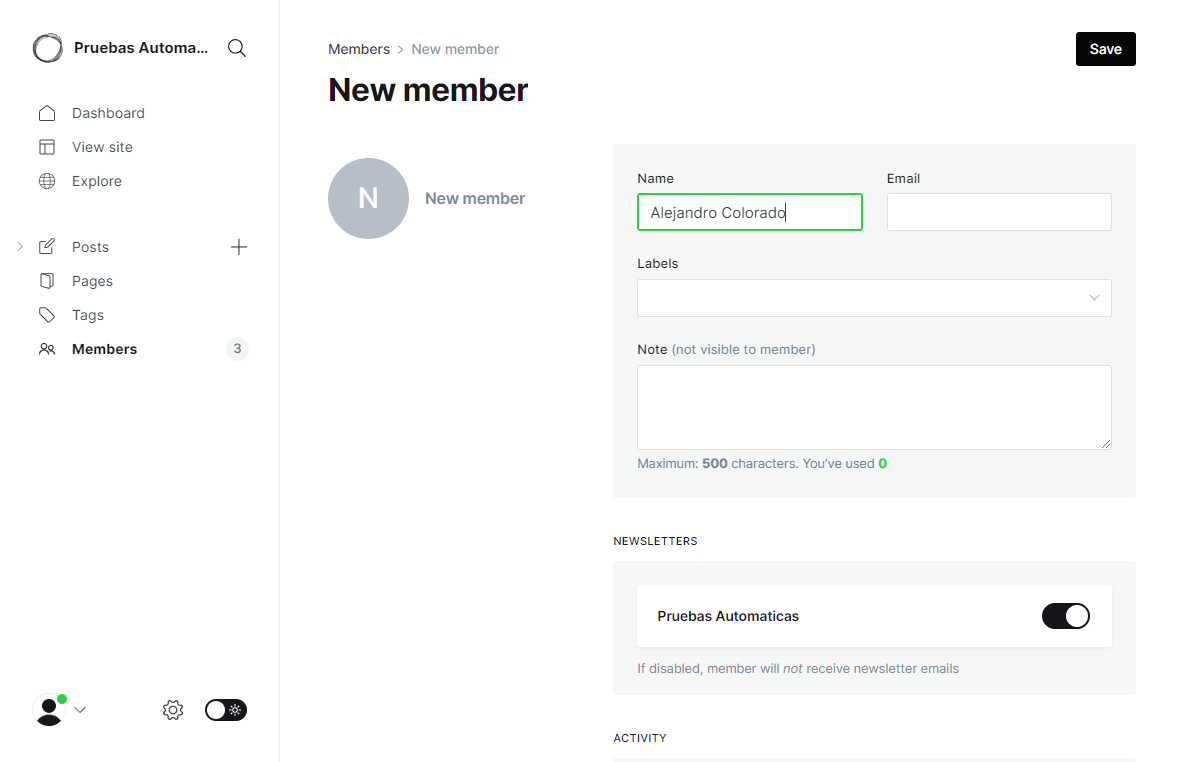 Pruebas Automa...
Dashboard
View site
Explore
Posts
Pages
Tags
Members
3
Members > New member
Save
New member
N
New member
Name
Email
Alejandro Colorado
Labels
Note (not visible to member)
Maximum: 500 characters. You've used 0
NEWSLETTERS
Pruebas Automaticas
If disabled, member will not receive newsletter emails
ACTIVITY